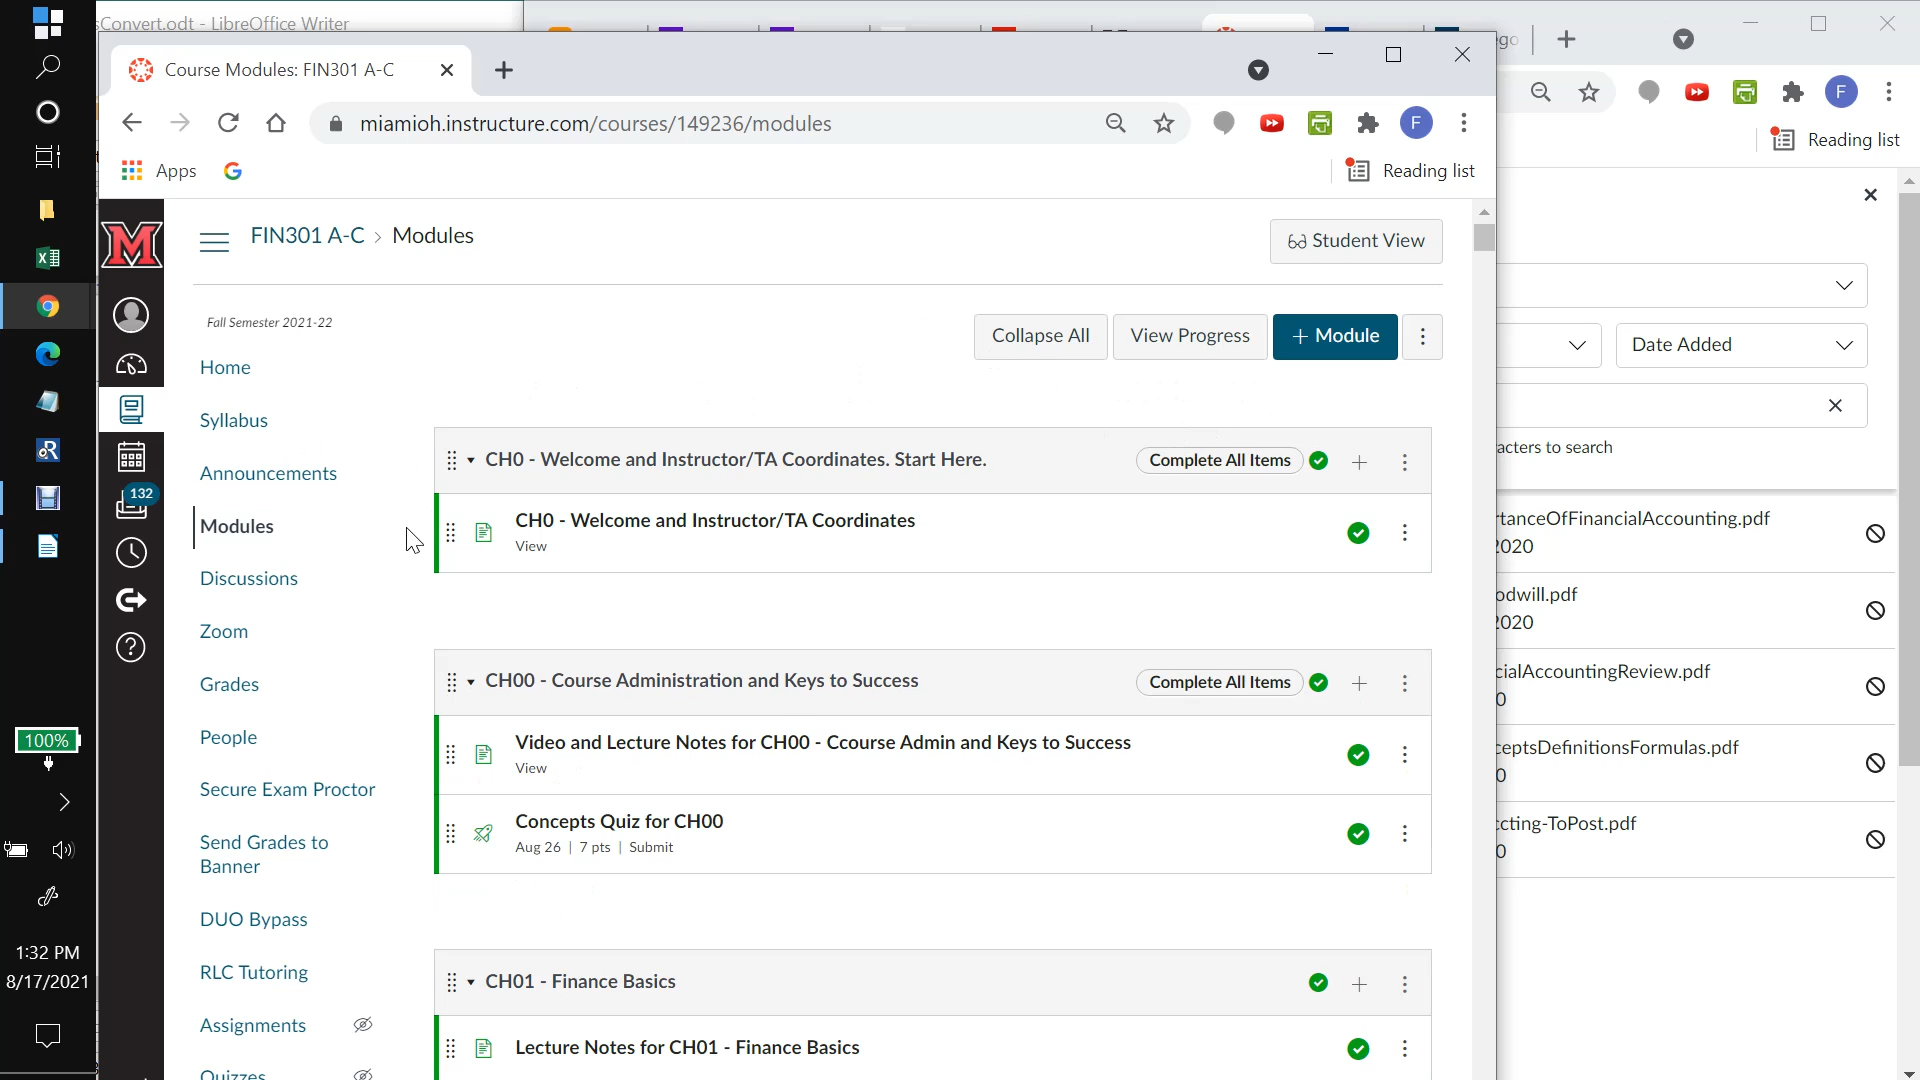 sConvert.odt - LibreOffice Writer
Course Modules: FIN301 A-C
miamioh.instructure.com/courses/149236/modules
F
F
Apps
Reading list
Reading list
FIN301 A-C > Modules
Student View
Fall Semester 2021-22
Collapse All
View Progress
+ Module
Date Added
Home
Syllabus
Announcements
Modules
Discussions
Zoom
Grades
People
Secure Exam Proctor
Send Grades to
Banner
DUO Bypass
RLC Tutoring
Assignments
Quizzes
132
CH0 - Welcome and Instructor/TA Coordinates. Start Here.
Complete All Items
CH0 - Welcome and Instructor/TA Coordinates
View
CH00 - Course Administration and Keys to Success
Complete All Items
Video and Lecture Notes for CH00 - Ccourse Admin and Keys to Success
View
Concepts Quiz for CH00
Aug 26 | 7 pts | Submit
CH01 - Finance Basics
Lecture Notes for CH01 - Finance Basics
acters to search
rtanceOfFinancialAccounting.pdf
2020
odwill.pdf
2020
cialAccountingReview.pdf
0
ceptsDefinitionsFormulas.pdf
0
ccting-ToPost.pdf
0
100%
1:32 PM
8/17/2021